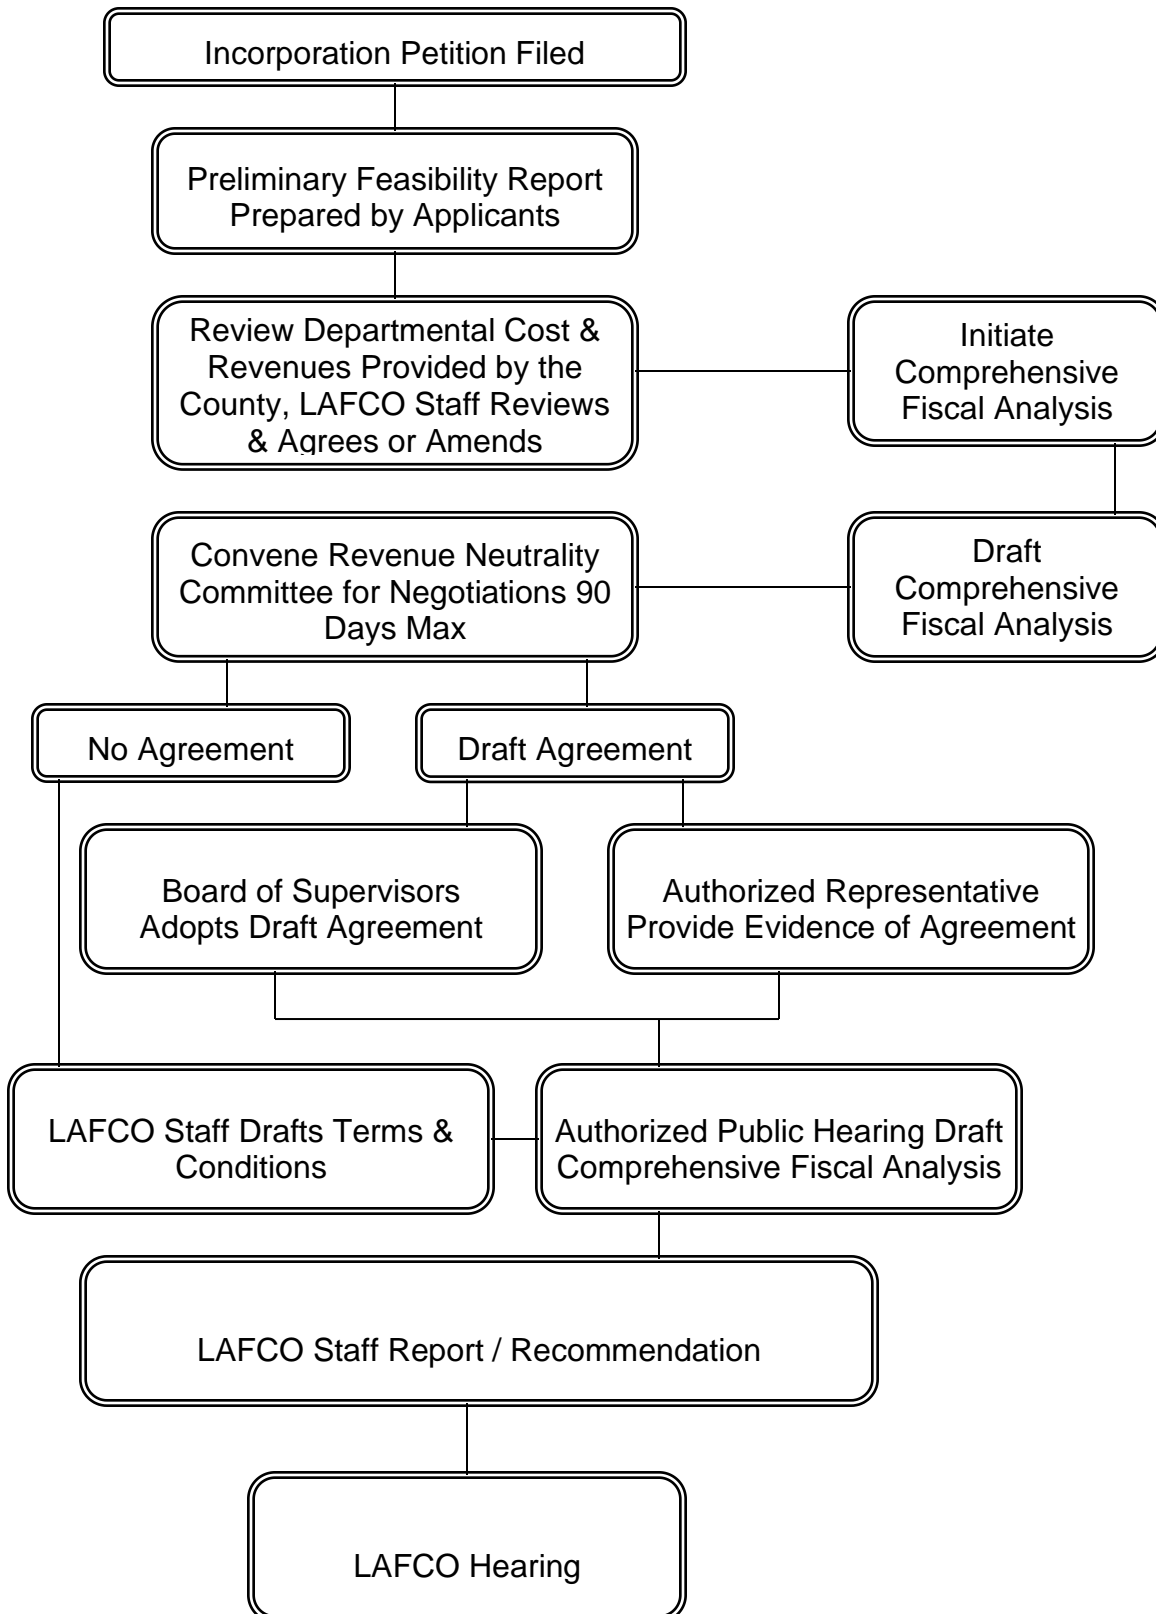 Incorporation Petition Filed
Preliminary Feasibility Report
Prepared by Applicants
Review Departmental Cost &
Revenues Provided by the
County, LAFCO Staff Reviews
& Agrees or Amends
Initiate
Comprehensive
Fiscal Analysis
Convene Revenue Neutrality
Committee for Negotiations 90
Days Max
Draft
Comprehensive
Fiscal Analysis
No Agreement
Draft Agreement
Board of Supervisors
Adopts Draft Agreement
Authorized Representative
Provide Evidence of Agreement
LAFCO Staff Drafts Terms &
Conditions
Authorized Public Hearing Draft
Comprehensive Fiscal Analysis
LAFCO Staff Report / Recommendation
LAFCO Hearing